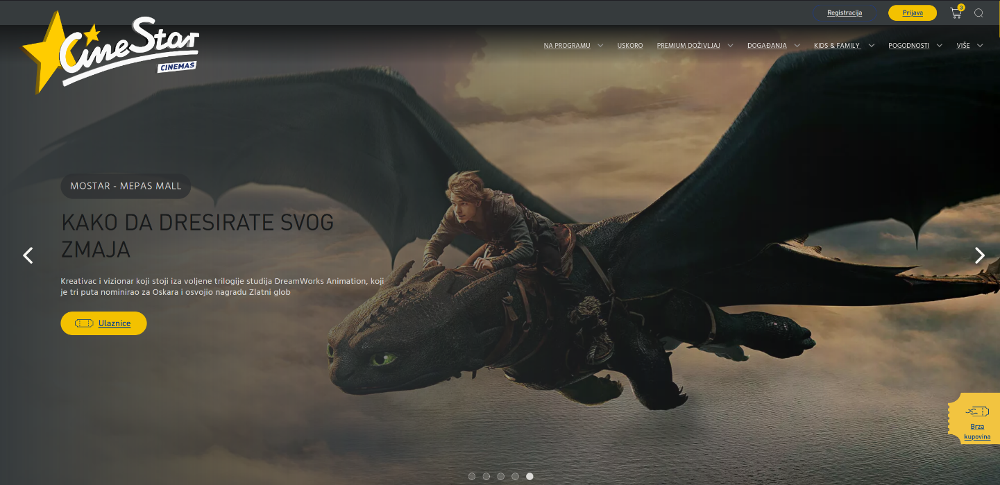 Registracija
Prijava
3
CineStar
CINEMAS
NA PROGRAMU
USKORO
PREMIUM DOŽIVLJAJ
DOGAĐANJA
KIDS & FAMILY
POGODNOSTI
VIŠE
MOSTAR - MEPAS MALL
KAKO DA DRESIRATE SVOG
ZMAJA
Kreativac i vizionar koji stoji iza voljene trilogije studija DreamWorks Animation, koji
je tri puta nominirao za Oskara i osvojio nagradu Zlatni glob
Ulaznice
Brza
kupovina